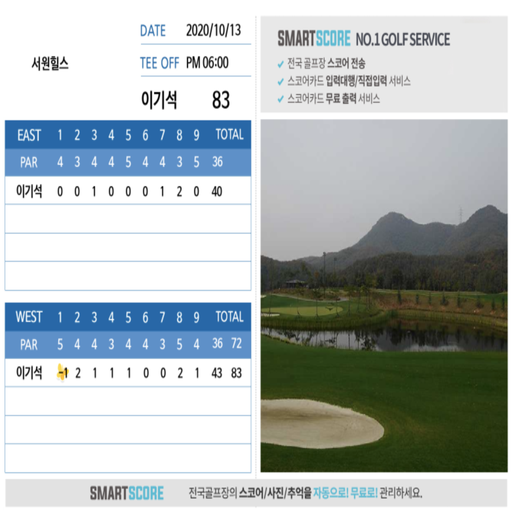 DATE 2020/10/13
서원힐스 TEE OFF PM 06:00
이기석 83
EAST 1 2 3 4 5 6 7 8 9 TOTAL
PAR 4 3 4 4 5 4 4 3 5 36
이기석 0 0 1 0 0 0 1 2 0 40
WEST 1 2 3 4 5 6 7 8 9 TOTAL
PAR 5 4 4 3 4 4 3 5 4 36 72
이기석 -1 2 1 1 1 0 0 2 1 43 83
SMARTSCORE NO.1 GOLF SERVICE
전국 골프장 스코어 전송
스코어카드 입력대행/직접입력 서비스
스코어카드 무료 출력 서비스
SMARTSCORE 전국골프장의 스코어/사진/추억을 자동으로! 무료로! 관리하세요.